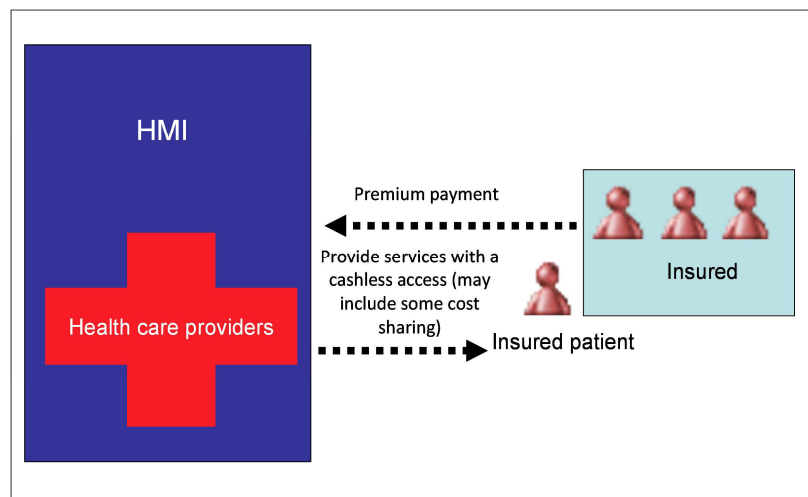 HMI
Premium payment
Provide services with a
cashless access (may
include some cost
sharing)
Health care providers
Insured
Insured patient